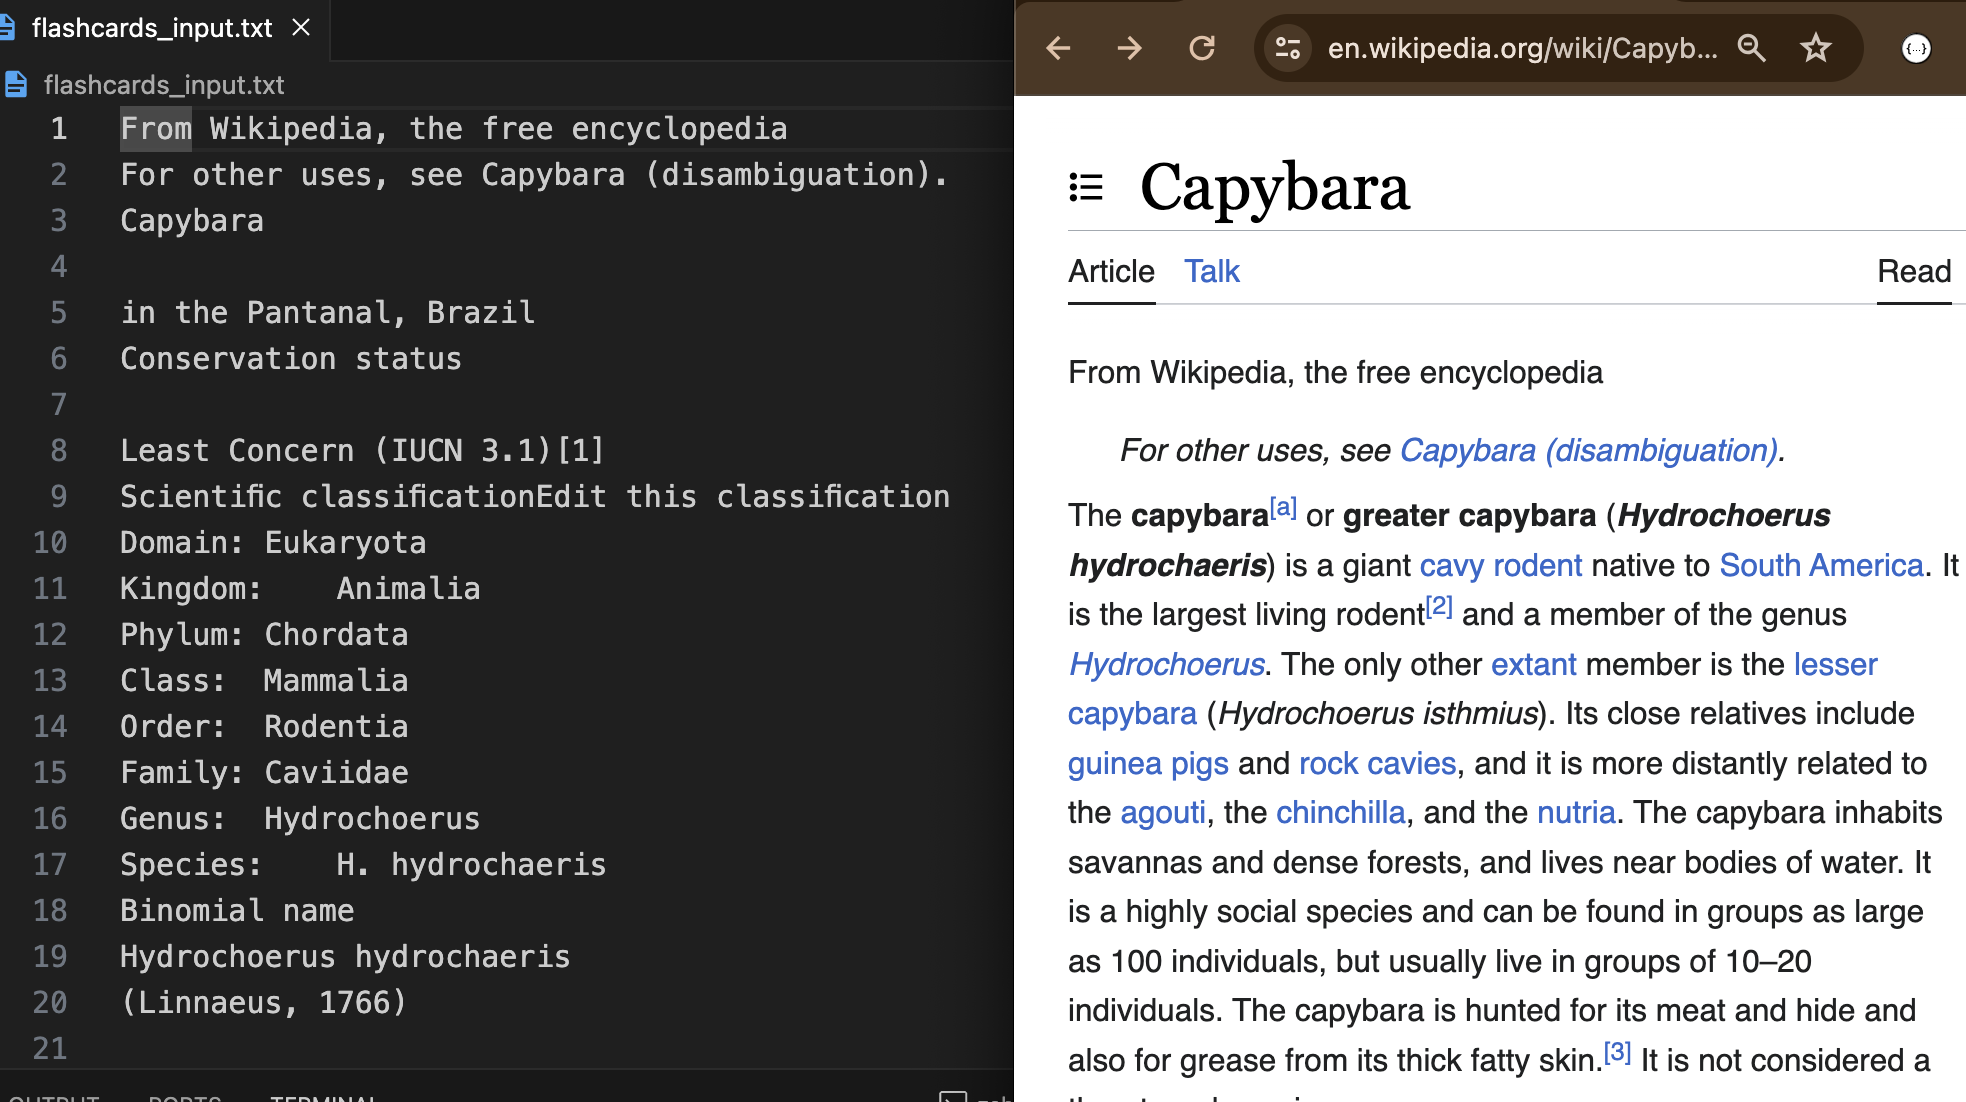 flashcards_input.txt
flashcards_input.txt
1 From Wikipedia, the free encyclopedia
2 For other uses, see Capybara (disambiguation).
3 Capybara
4
5 in the Pantanal, Brazil
6 Conservation status
7
8 Least Concern (IUCN 3.1)[1]
9 Scientific classificationEdit this classification
10 Domain: Eukaryota
11 Kingdom: Animalia
12 Phylum: Chordata
13 Class: Mammalia
14 Order: Rodentia
15 Family: Caviidae
16 Genus: Hydrochoerus
17 Species: H. hydrochaeris
18 Binomial name
19 Hydrochoerus hydrochaeris
20 (Linnaeus, 1766)
21
OUTPUT PORTS TERMINAL
en.wikipedia.org/wiki/Capyb...
{...}
Capybara
Article Talk Read
From Wikipedia, the free encyclopedia
For other uses, see Capybara (disambiguation).
The capybara[a] or greater capybara (Hydrochoerus
hydrochaeris) is a giant cavy rodent native to South America. It
is the largest living rodent[2] and a member of the genus
Hydrochoerus. The only other extant member is the lesser
capybara (Hydrochoerus isthmius). Its close relatives include
guinea pigs and rock cavies, and it is more distantly related to
the agouti, the chinchilla, and the nutria. The capybara inhabits
savannas and dense forests, and lives near bodies of water. It
is a highly social species and can be found in groups as large
as 100 individuals, but usually live in groups of 10–20
individuals. The capybara is hunted for its meat and hide and
also for grease from its thick fatty skin.[3] It is not considered a